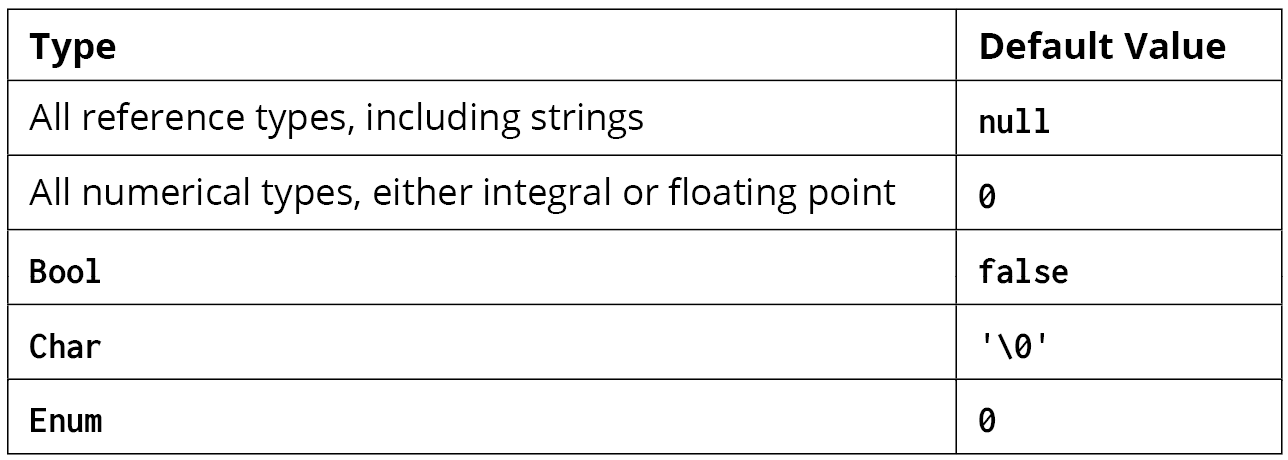 Type Default Value
All reference types, including strings null
All numerical types, either integral or floating point 0
Bool false
Char '\0'
Enum 0